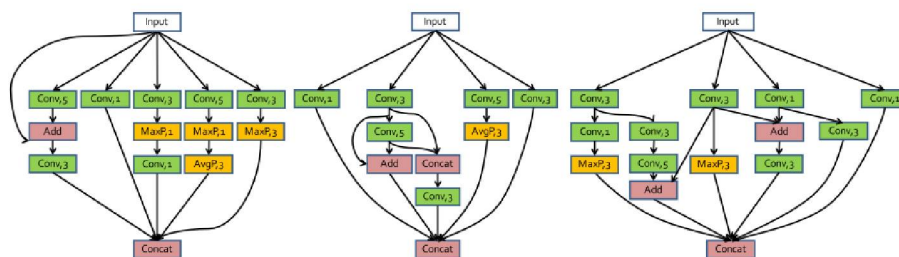 Input
Conv,5
Conv,1
Conv,3
Conv,5
Conv,3
Add
MaxP,1
MaxP,1
MaxP,3
Conv,3
Conv,1
AvgP,3
Concat
Input
Conv,1
Conv,3
Conv,5
Conv,3
Conv,5
AvgP,3
Add
Concat
Conv,3
Concat
Input
Conv,3
Conv,3
Conv,1
Conv,1
Conv,1
Conv,3
Add
Conv,3
MaxP,3
Conv,5
MaxP,3
Conv,3
Add
Concat